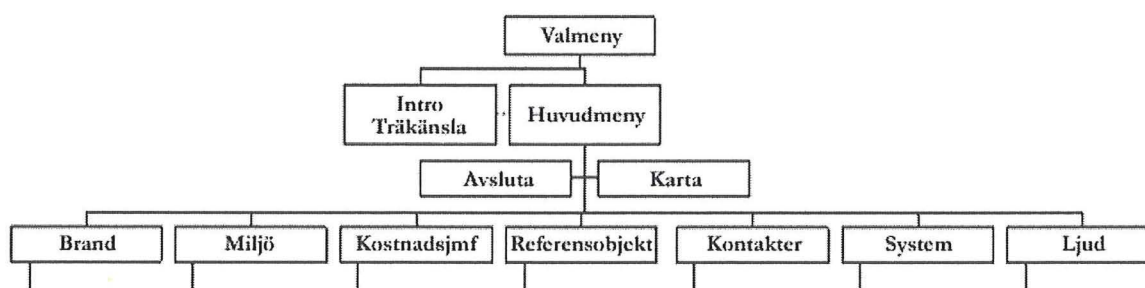 Valmeny
Intro
Träkänsla
Huvudmeny
Avsluta
Karta
Brand
Miljö
Kostnadsjmf
Referensobjekt
Kontakter
System
Ljud